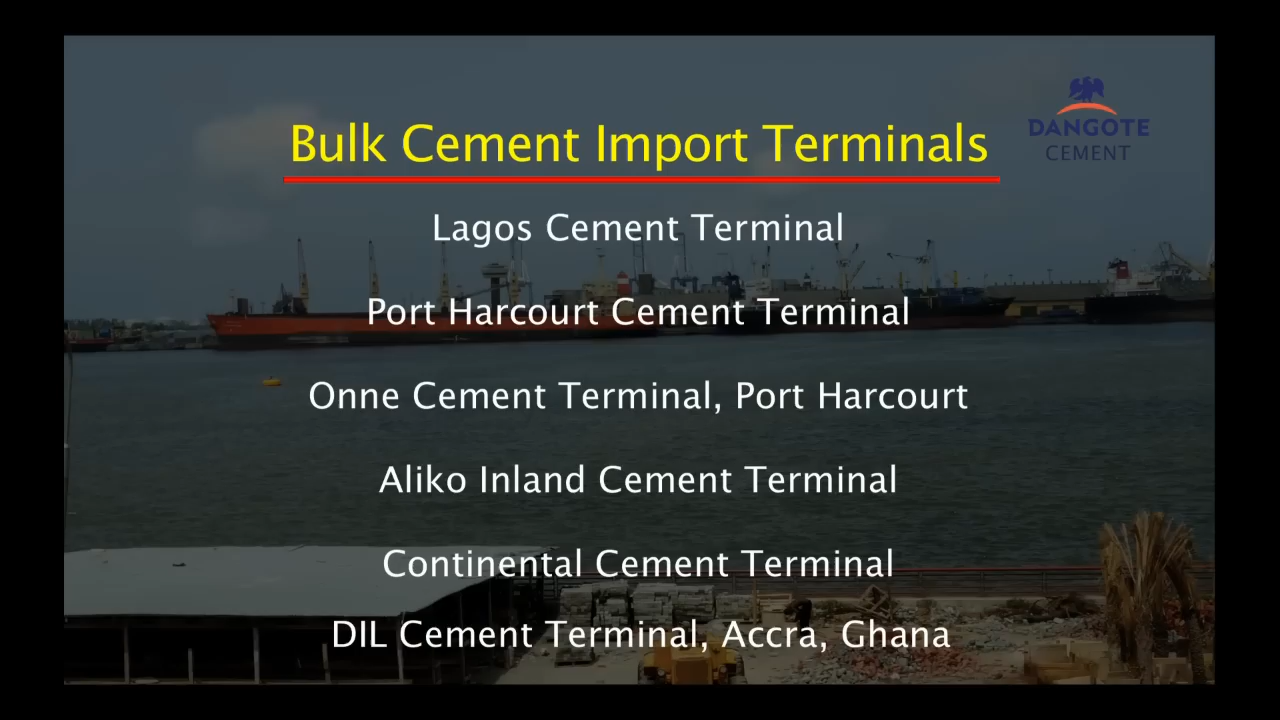 Bulk Cement Import Terminals
DANGOTE
CEMENT
Lagos Cement Terminal
Port Harcourt Cement Terminal
Onne Cement Terminal, Port Harcourt
Aliko Inland Cement Terminal
Continental Cement Terminal
DIL Cement Terminal, Accra, Ghana